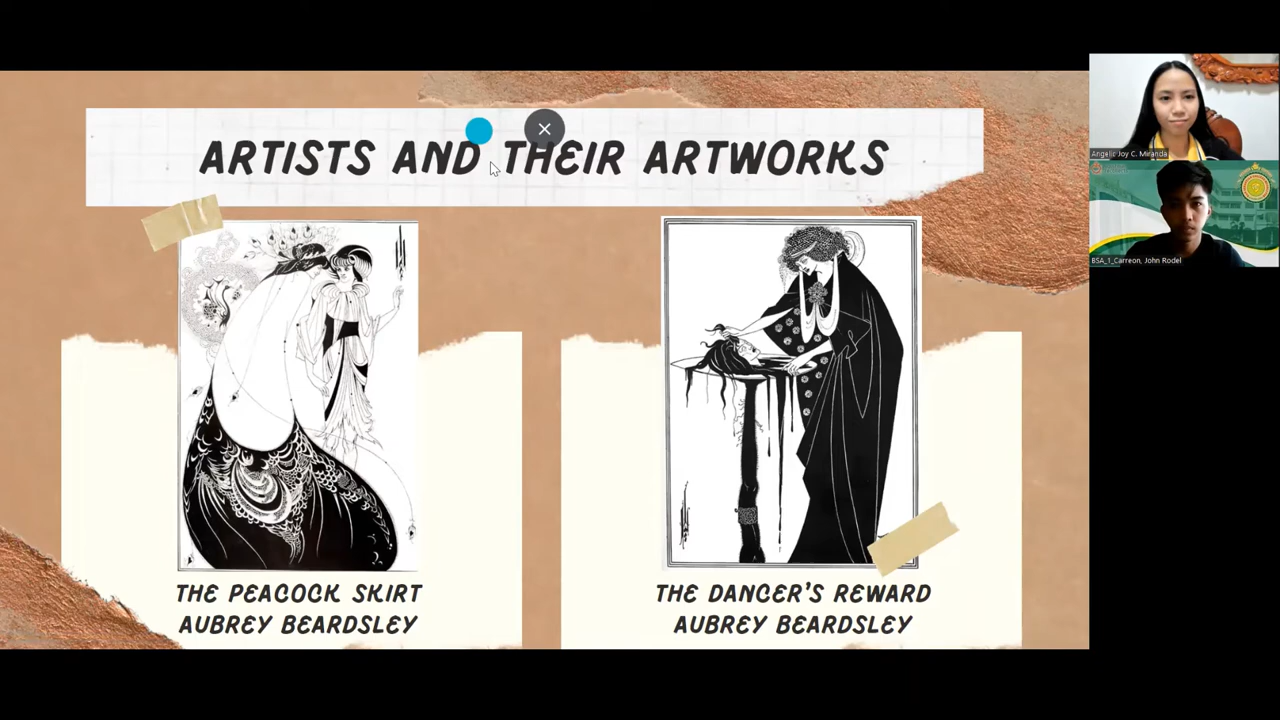 ARTISTS AND THEIR ARTWORKS
THE PEACOCK SKIRT
AUBREY BEARDSLEY
THE DANCER'S REWARD
AUBREY BEARDSLEY
Angelic Joy C. Miranda
BSA_1_Carreon, John Rodel